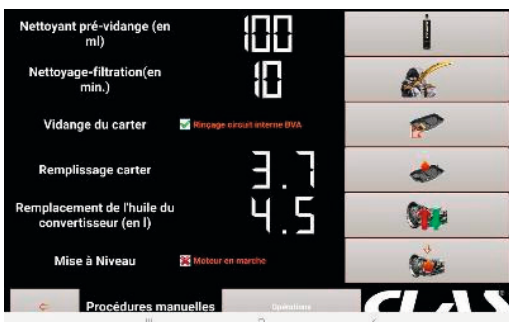 Nettoyant pré-vidange (en
ml)
100
Nettoyage-filtration(en
min.)
10
Vidange du carter
Rinçage circuit interne BVA
Remplissage carter
3.7
Remplacement de l'huile du
convertisseur (en l)
4.5
Mise à Niveau
Moteur en marche
Procédures manuelles
Opérations
CLAS